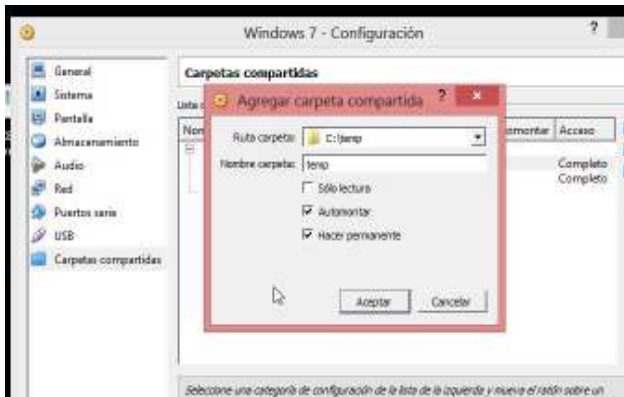 Windows 7 - Configuración
?
General
Sistema
Pantalla
Almacenamiento
Audio
Red
Puertos serie
USB
Carpetas compartidas
Carpetas compartidas
Agregar carpeta compartida ? x
Ruta carpeta: C:\temp
Nombre carpeta: temp
Sólo lectura
Automontar
Hacer permanente
Aceptar Cancelar
Acceso
Completo
Completo
Seleccione una categoría de configuración de la lista de la izquierda y mueva el ratón sobre un